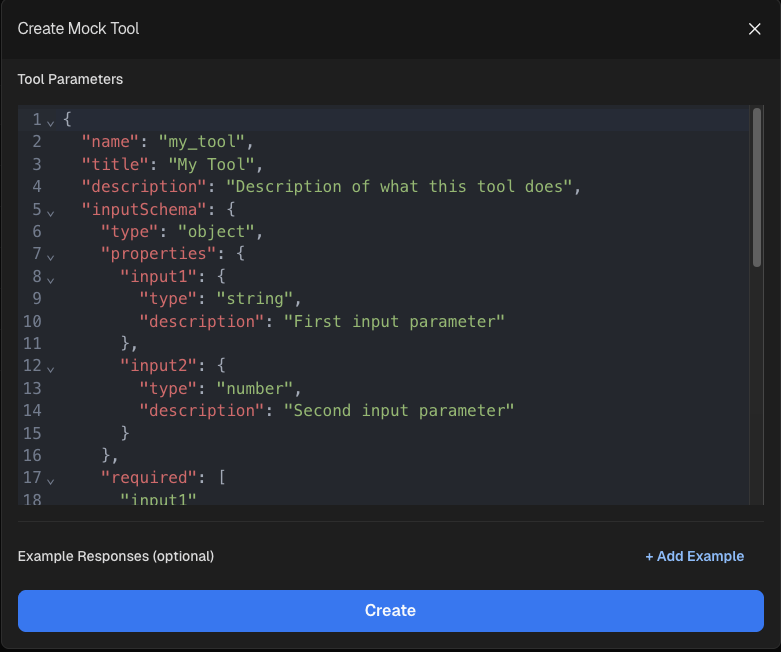 Create Mock Tool
Tool Parameters
1 {
2 "name": "my_tool",
3 "title": "My Tool",
4 "description": "Description of what this tool does",
5 "inputSchema": {
6 "type": "object",
7 "properties": {
8 "input1": {
9 "type": "string",
10 "description": "First input parameter"
11 },
12 "input2": {
13 "type": "number",
14 "description": "Second input parameter"
15 }
16 },
17 "required": [
18 "input1"
Example Responses (optional) + Add Example
Create